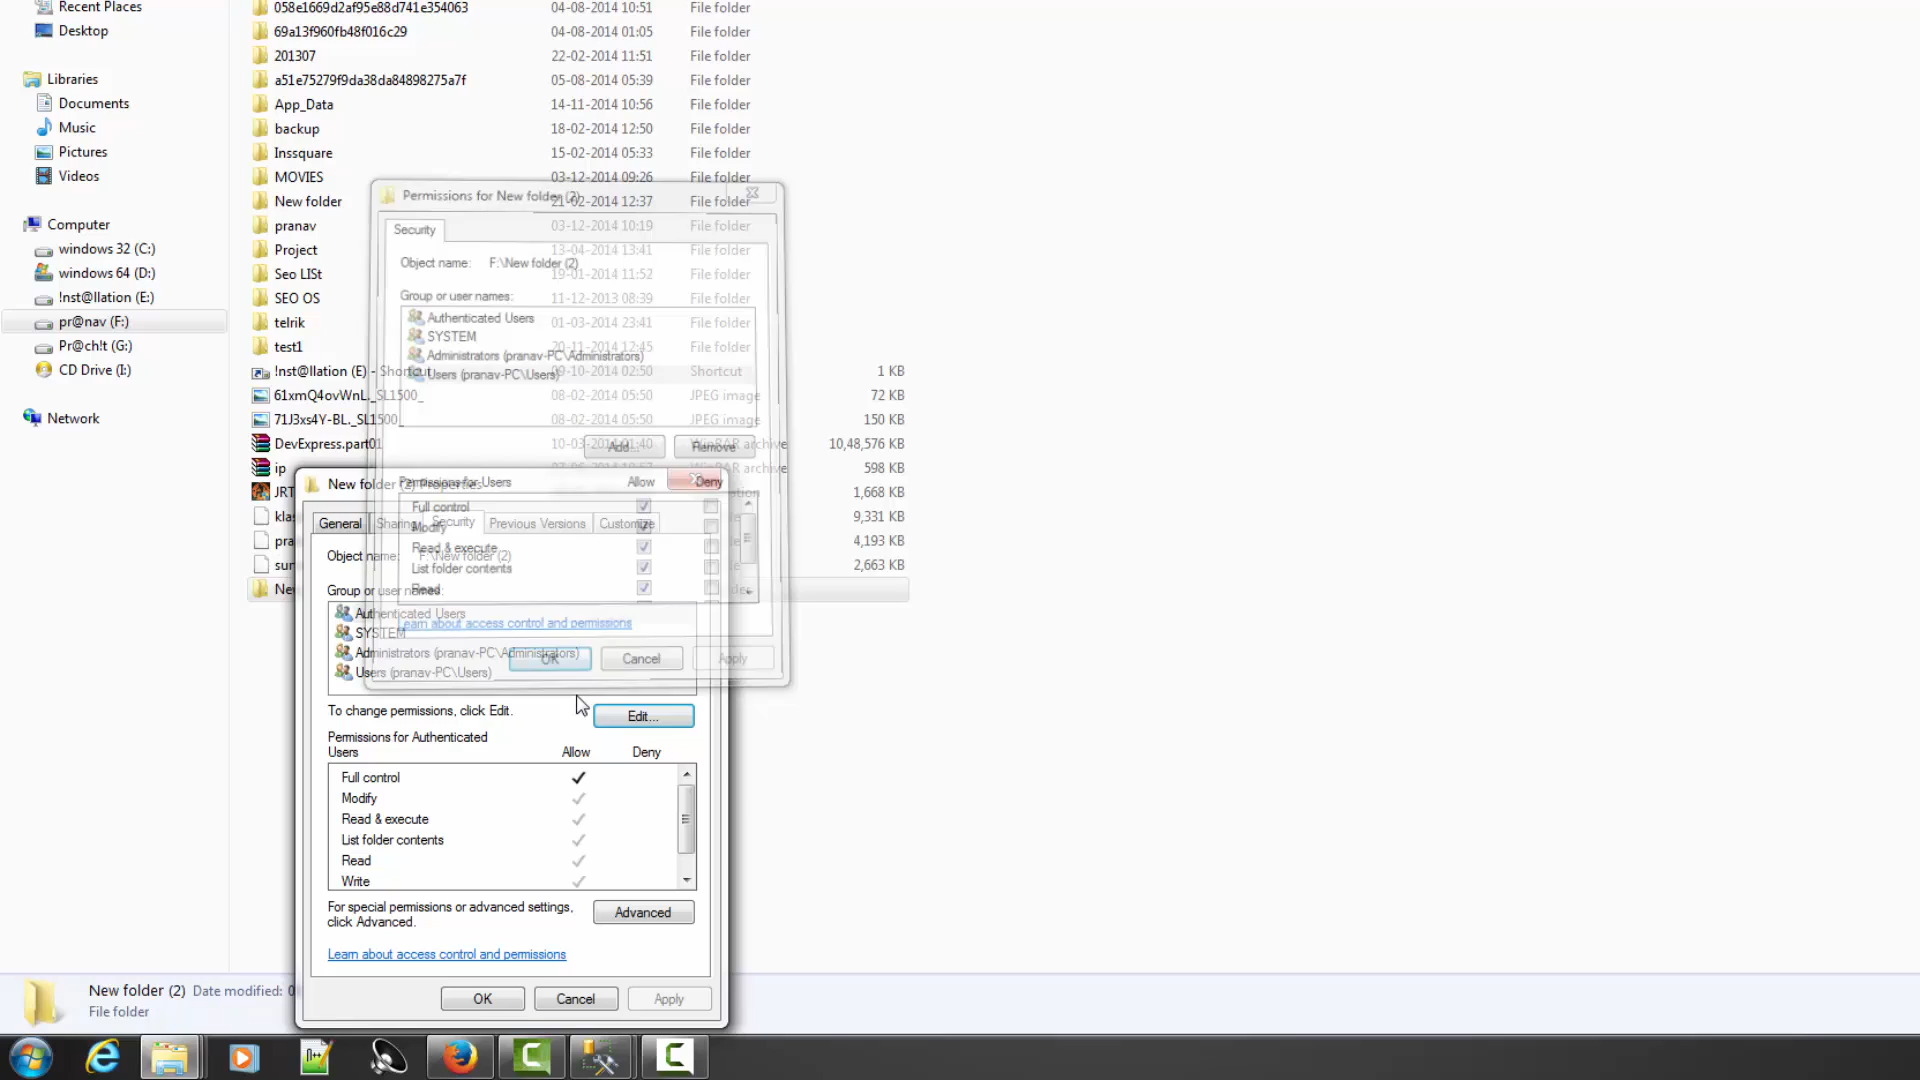 Recent Places
Desktop
Libraries
Documents
Music
Pictures
Videos
Computer
windows 32 (C:)
windows 64 (D:)
!nst@llation (E:)
pr@nav (F:)
Pr@ch!t (G:)
CD Drive (I:)
Network
058e1669d2af95e88d741e354063 04-08-2014 10:51 File folder
69a13f960fb48f016c29 04-08-2014 01:05 File folder
201307 22-02-2014 11:51 File folder
a51e75279f9da38da84898275a7f 05-08-2014 05:39 File folder
App_Data 14-11-2014 10:56 File folder
backup 18-02-2014 12:50 File folder
Inssquare 15-02-2014 05:33 File folder
MOVIES 03-12-2014 09:26 File folder
New folder 21-02-2014 12:37 File folder
pranav 03-12-2014 10:19 File folder
Project 13-04-2014 13:41 File folder
Seo LISt 19-01-2014 11:52 File folder
SEO OS 11-12-2013 08:39 File folder
telrik 01-03-2014 23:41 File folder
test1 20-11-2014 12:45 File folder
!nst@llation (E) - Shortcut 09-10-2014 02:50 Shortcut 1 KB
61xmQ4ovWnL._SL1500_ 08-02-2014 05:50 JPEG image 72 KB
71J3xs4Y-BL._SL1500_ 08-02-2014 05:50 JPEG image 150 KB
DevExpress.part01 10-03-2014 01:40 WinRAR archive 10,48,576 KB
ip WinRAR archive 598 KB
JRT 1,668 KB
9,331 KB
pra 4,193 KB
sun 2,663 KB
Permissions for New folder (2)
Security
Object name: F:\New folder (2)
Group or user names:
Authenticated Users
SYSTEM
Administrators (pranav-PC\Administrators)
Users (pranav-PC\Users)
Add... Remove
Permissions for Users Allow Deny
Full control
Modify
Read & execute
List folder contents
Read
Learn about access control and permissions
OK Cancel Apply
New folder (2) Properties
General Sharing Security Previous Versions Customize
Object name: F:\New folder (2)
Group or user names:
Authenticated Users
SYSTEM
Administrators (pranav-PC\Administrators)
Users (pranav-PC\Users)
To change permissions, click Edit.
Edit...
Permissions for Authenticated
Users Allow Deny
Full control
Modify
Read & execute
List folder contents
Read
Write
For special permissions or advanced settings,
click Advanced.
Advanced
Learn about access control and permissions
OK Cancel Apply
New folder (2) Date modified:
File folder